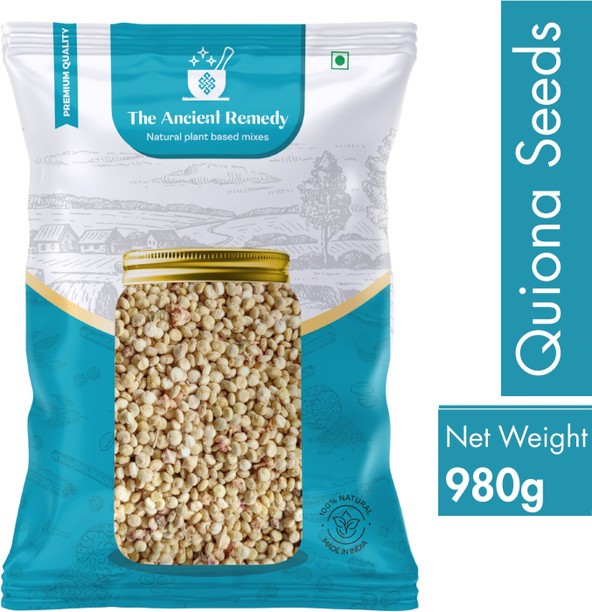 PREMIUM QUALITY
The Ancient Remedy
Natural plant based mixes
Quiona Seeds
Net Weight
980g
100% NATURAL
MADE IN INDIA